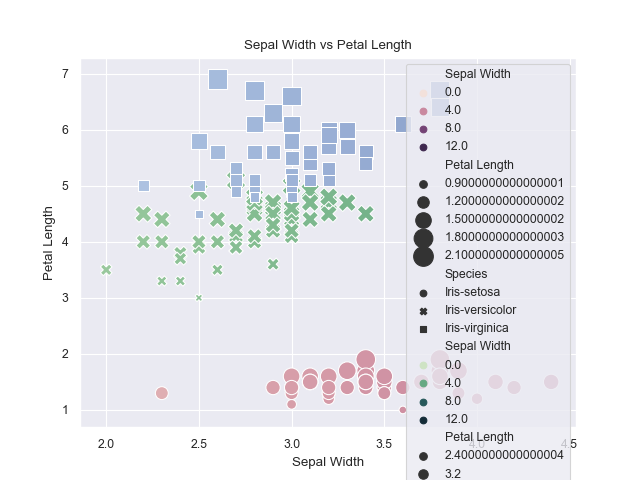 Sepal Width vs Petal Length
7
6
5
4
3
2
1
Petal Length
2.0
2.5
3.0
3.5
4.0
4.5
Sepal Width
Sepal Width
0.0
4.0
8.0
12.0
Petal Length
0.9000000000000001
1.2000000000000002
1.5000000000000002
1.8000000000000003
2.1000000000000005
Species
Iris-setosa
Iris-versicolor
Iris-virginica
Sepal Width
0.0
4.0
8.0
12.0
Petal Length
2.4000000000000004
3.2